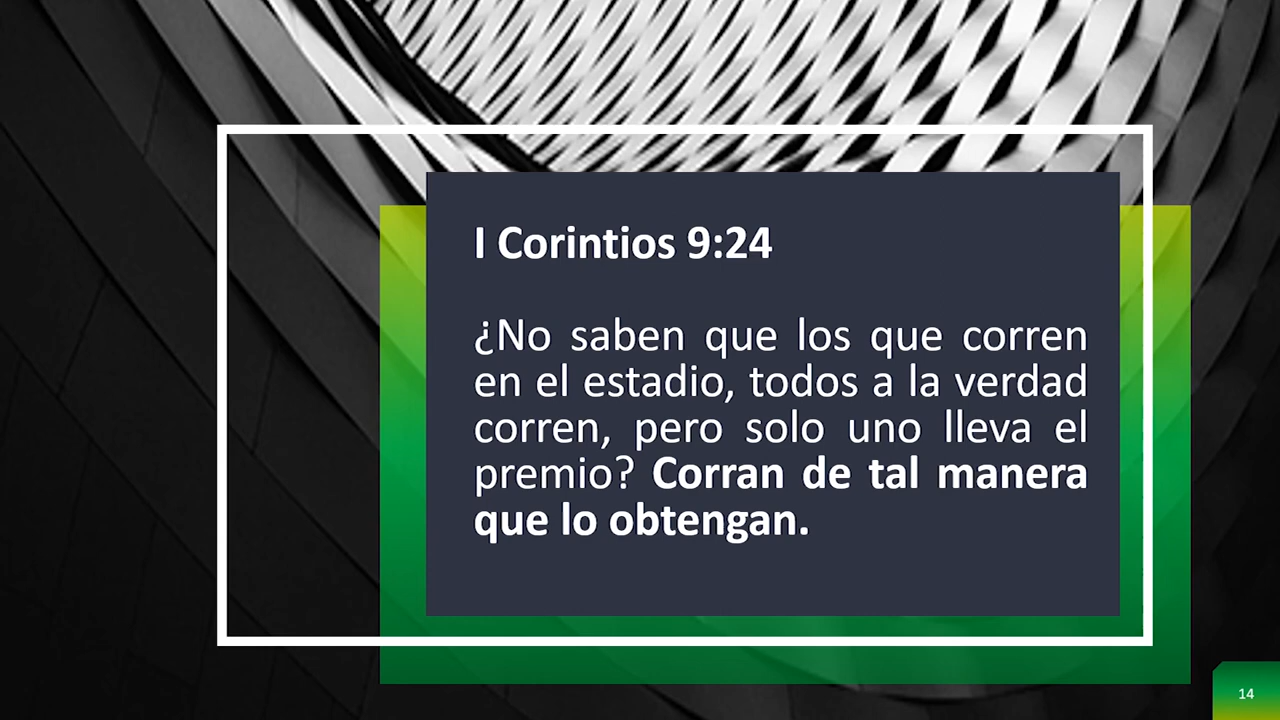 I Corintios 9:24
¿No saben que los que corren
en el estadio, todos a la verdad
corren, pero solo uno lleva el
premio? Corran de tal manera
que lo obtengan.
14